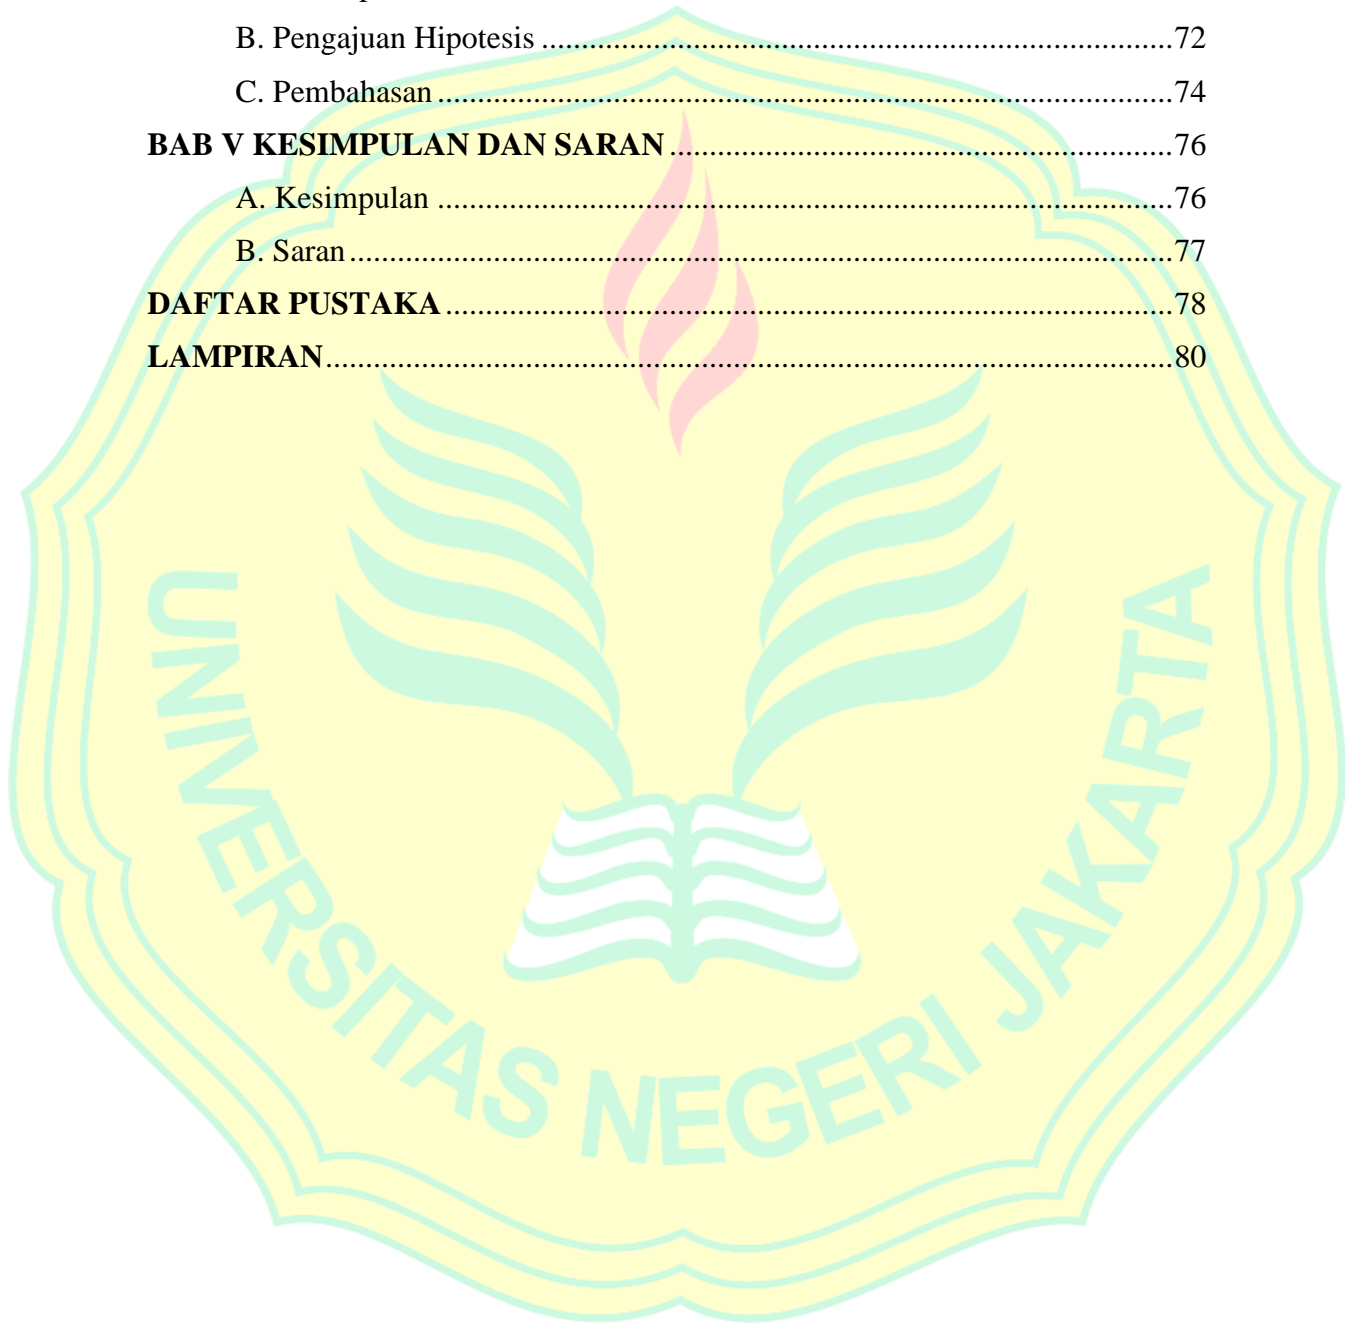 B. Pengajuan Hipotesis ........................................................................... 72
C. Pembahasan ........................................................................................ 74
BAB V KESIMPULAN DAN SARAN ............................................................ 76
A. Kesimpulan ........................................................................................ 76
B. Saran .................................................................................................. 77
DAFTAR PUSTAKA ....................................................................................... 78
LAMPIRAN ..................................................................................................... 80
UNIVERSITAS NEGERI JAKARTA